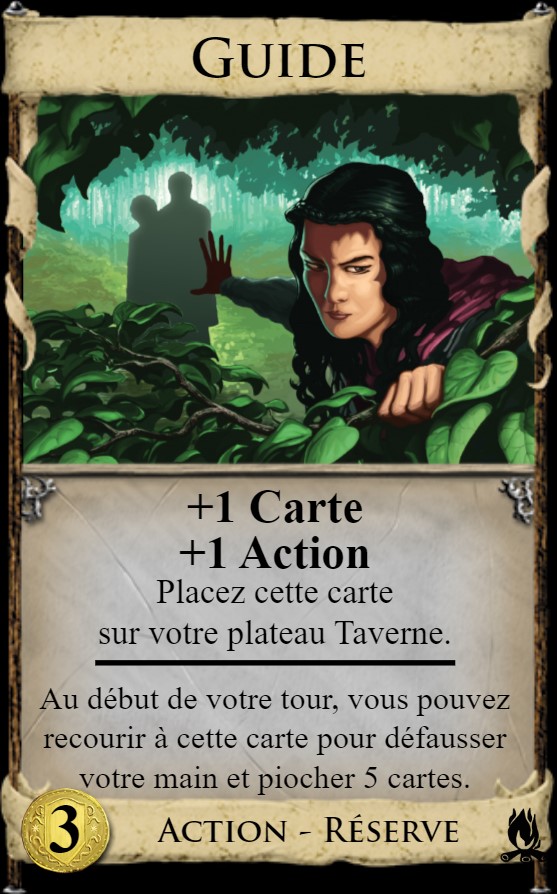 Guide
+1 Carte
+1 Action
Placez cette carte
sur votre plateau Taverne.
Au début de votre tour, vous pouvez
recourir à cette carte pour défausser
votre main et piocher 5 cartes.
3 Action - Réserve